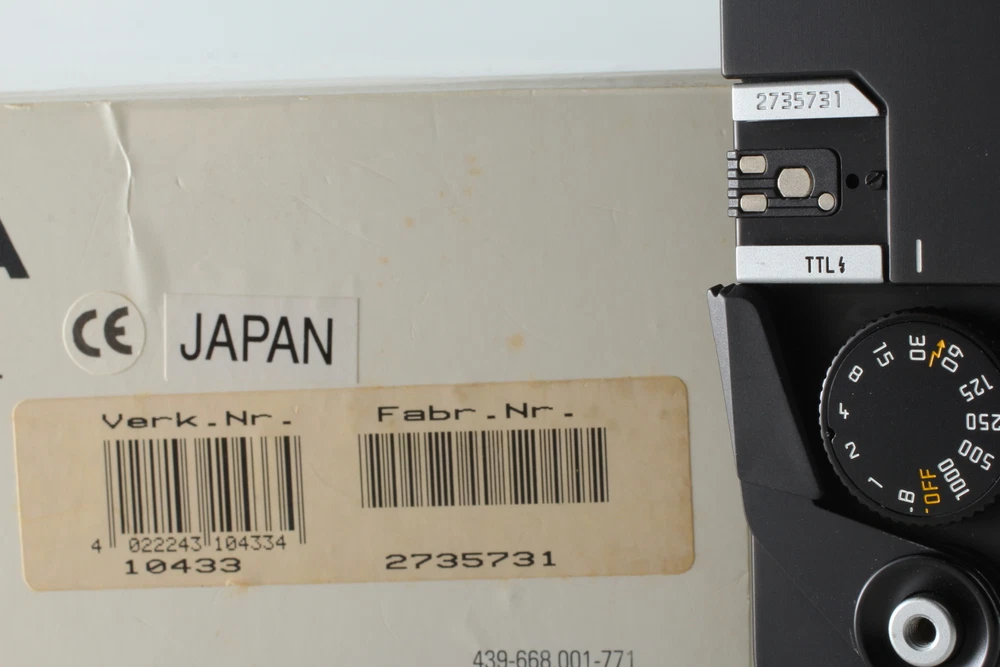 A
CE
JAPAN
Verk.Nr.
4 022243 104334
10433
Fabr.Nr.
2735731
439-668.001-771
2735731
TTL
OFF
B
1
2
4
8
15
30
60
125
250
500
1000